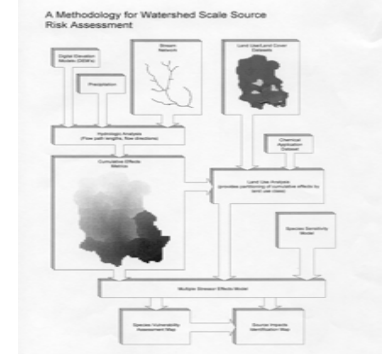 A Methodology for Watershed Scale Source
Risk Assessment
Stream
Network
Land Use/Land Cover
Datasets
Digital Elevation
Models (DEM's)
Precipitation
Chemical
Application
Dataset
Hydrologic Analysis
(Flow path lengths, flow directions)
Cumulative Effects
Matrix
Land Use Analysis
(provides partitioning of cumulative effects by
land use class)
Species Sensitivity
Model
Multiple Stressor Effects Model
Species Vulnerability
Assessment Map
Source Impacts
Identification Map